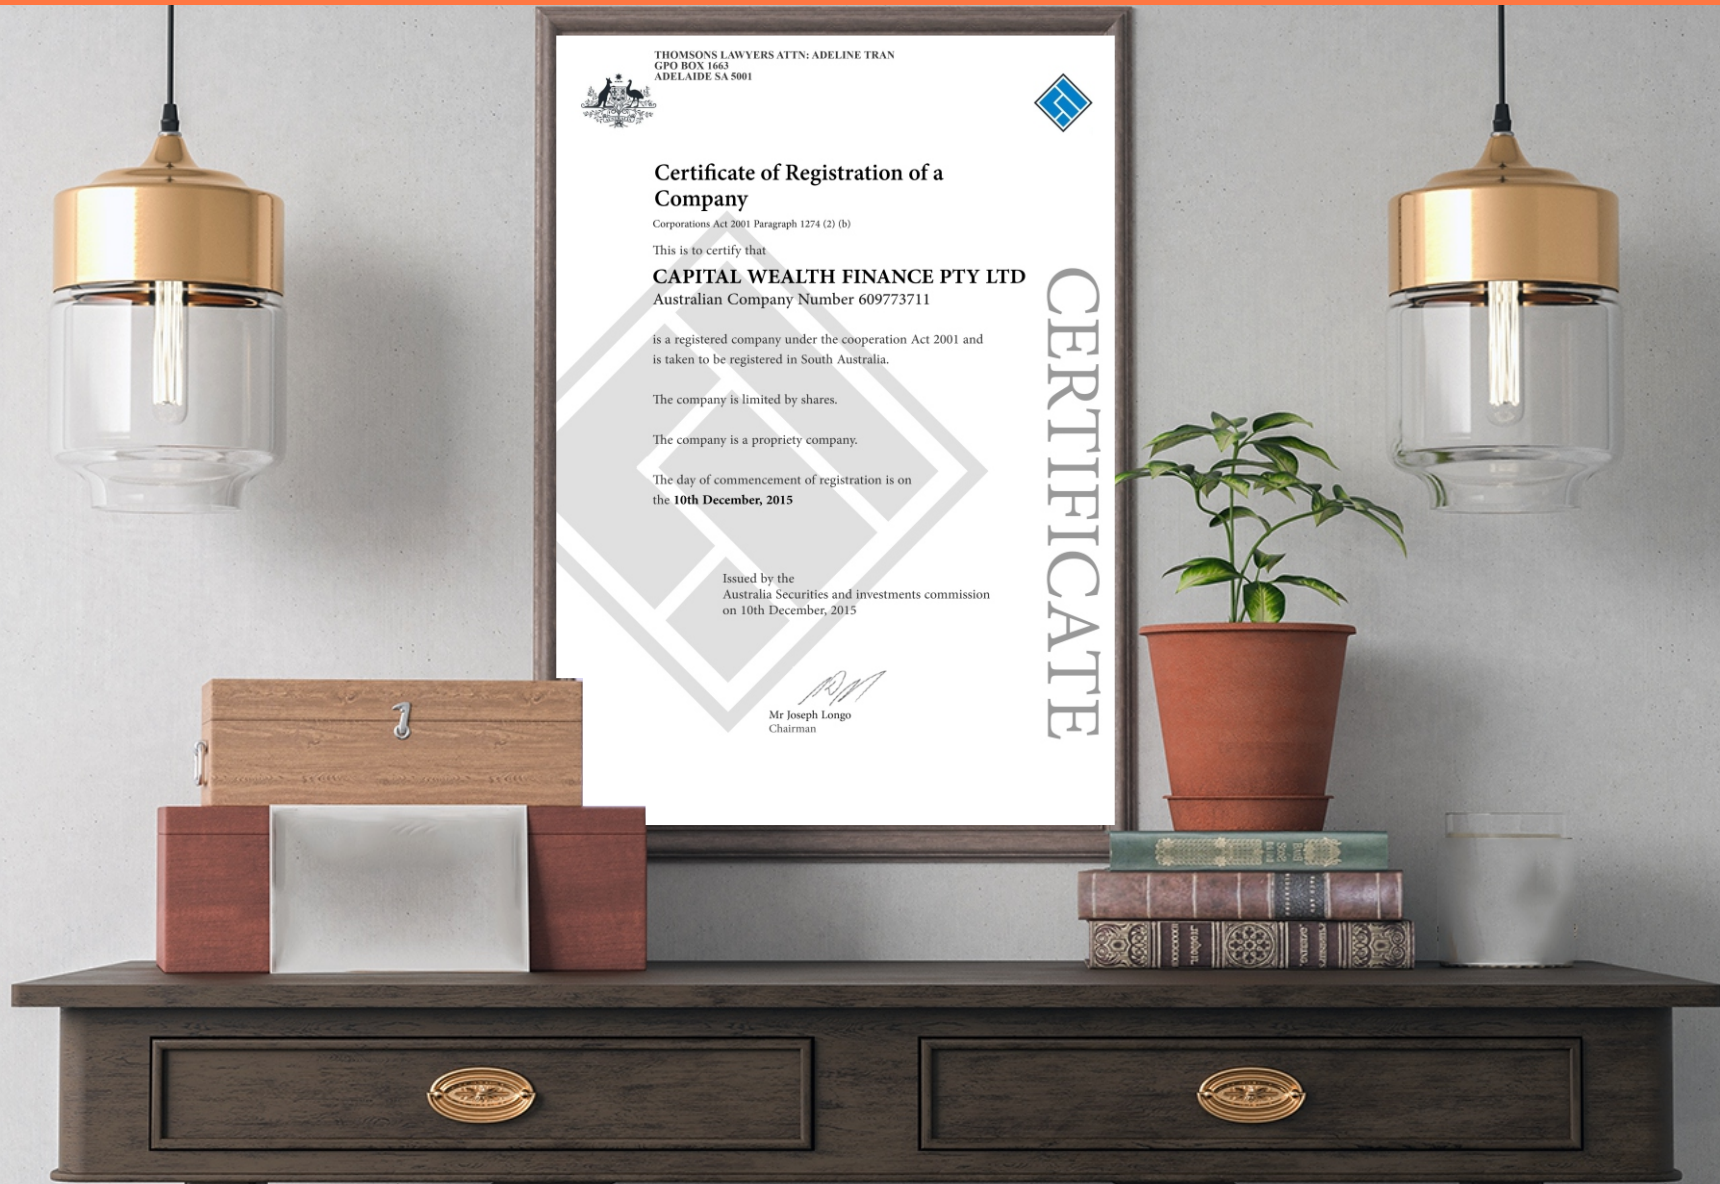 THOMSONS LAWYERS ATTN: ADELINE TRAN
GPO BOX 1663
ADELAIDE SA 5001
Certificate of Registration of a
Company
Corporations Act 2001 Paragraph 1274 (2) (b)
This is to certify that
CAPITAL WEALTH FINANCE PTY LTD
Australian Company Number 609773711
is a registered company under the cooperation Act 2001 and
is taken to be registered in South Australia.
The company is limited by shares.
The company is a propriety company.
The day of commencement of registration is on
the 10th December, 2015
Issued by the
Australia Securities and investments commission
on 10th December, 2015
Mr Joseph Longo
Chairman
CERTIFICATE